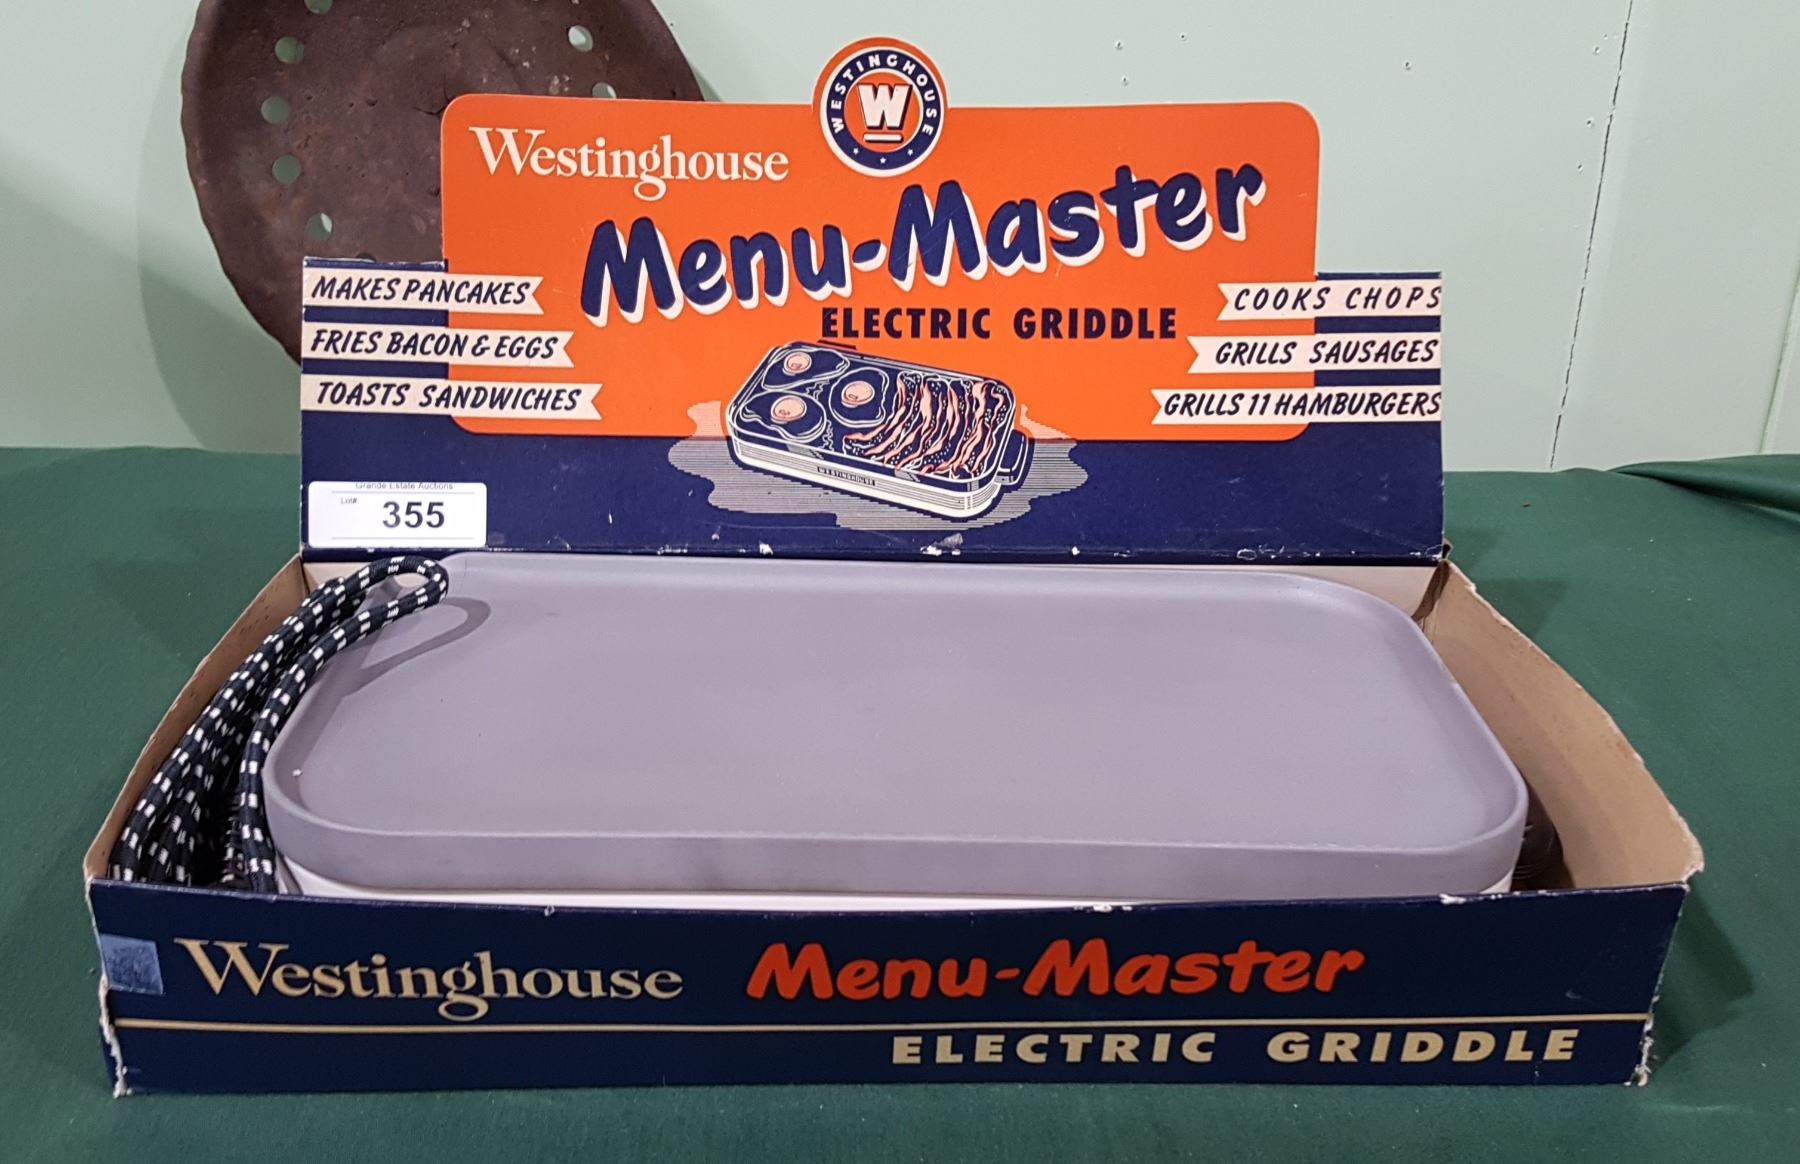 WESTINGHOUSE
W
Westinghouse
Menu-Master
ELECTRIC GRIDDLE
MAKES PANCAKES
FRIES BACON & EGGS
TOASTS SANDWICHES
COOKS CHOPS
GRILLS SAUSAGES
GRILLS 11 HAMBURGERS
WESTINGHOUSE
Grande Estate Auctions
Lot#
355
Westinghouse Menu-Master
ELECTRIC GRIDDLE